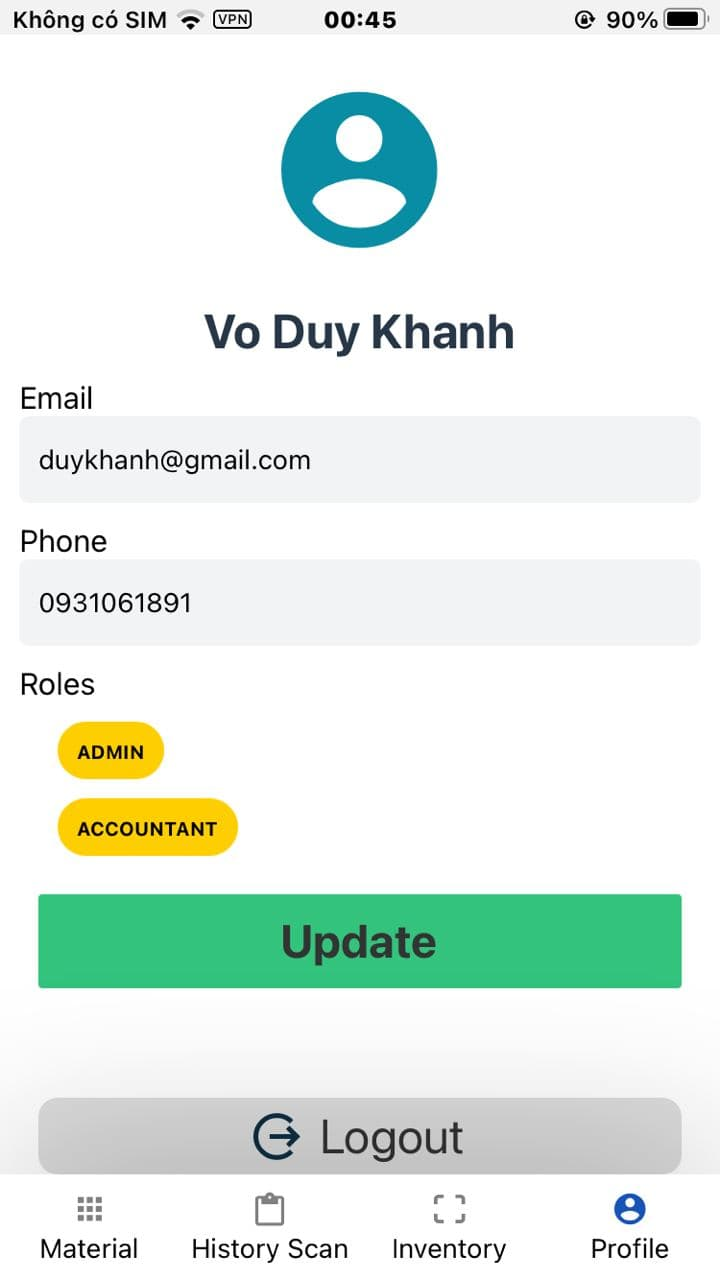 Không có SIM VPN 00:45 90%
Vo Duy Khanh
Email
duykhanh@gmail.com
Phone
0931061891
Roles
ADMIN
ACCOUNTANT
Update
Logout
Material History Scan Inventory Profile